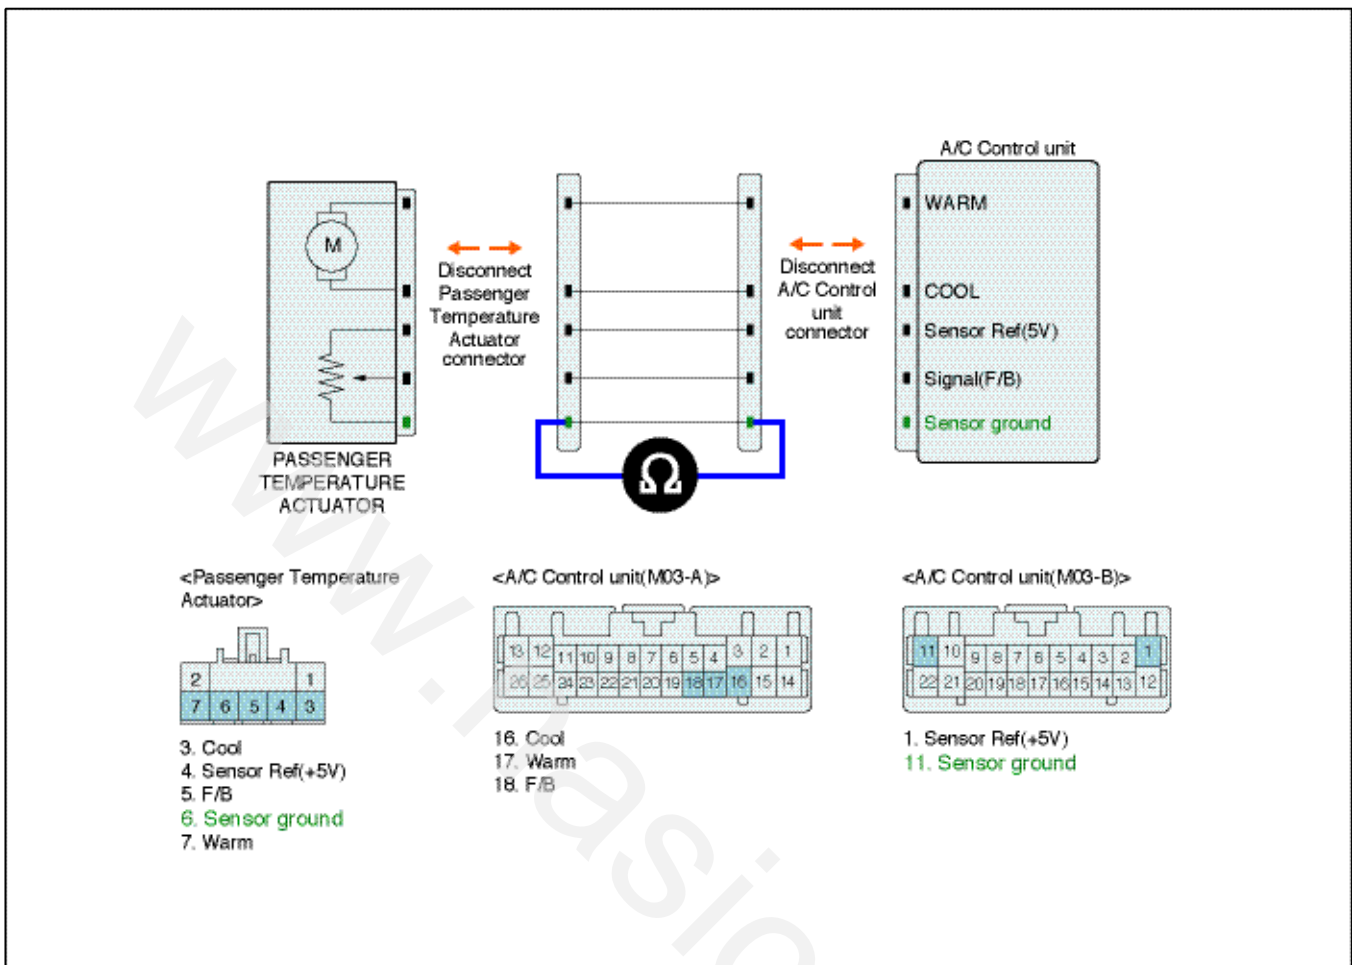 A/C Control unit
WARM
COOL
Sensor Ref(5V)
Signal(F/B)
Sensor ground
M
Disconnect
Passenger
Temperature
Actuator
connector
Disconnect
A/C Control
unit
connector
Ω
PASSENGER
TEMPERATURE
ACTUATOR
<Passenger Temperature
Actuator>
2 1
7 6 5 4 3
3. Cool
4. Sensor Ref(+5V)
5. F/B
6. Sensor ground
7. Warm
<A/C Control unit(M03-A)>
13 12 11 10 9 8 7 6 5 4 3 2 1
26 25 24 23 22 21 20 19 18 17 16 15 14
16. Cool
17. Warm
18. F/B
<A/C Control unit(M03-B)>
11 10 9 8 7 6 5 4 3 2 1
22 21 20 19 18 17 16 15 14 13 12
1. Sensor Ref(+5V)
11. Sensor ground